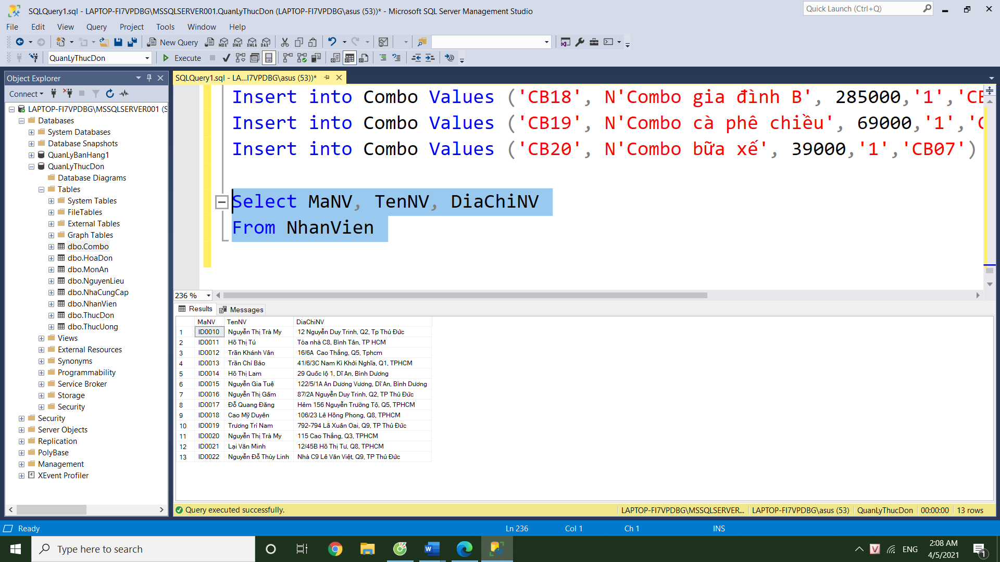 SQLQuery1.sql - LAPTOP-FI7VPDBG\MSSQLSERVER001.QuanLyThucDon (LAPTOP-FI7VPDBG\asus (53))* - Microsoft SQL Server Management Studio
Quick Launch (Ctrl+Q)
File Edit View Query Project Tools Window Help
New Query
MDX DMX XMLA DAX
QuanLyThucDon
Execute
Object Explorer
SQLQuery1.sql - LA...I7VPDBG\asus (53))*
Connect
LAPTOP-FI7VPDBG\MSSQLSERVER001 (S
Databases
System Databases
Database Snapshots
QuanLyBanHang1
QuanLyThucDon
Database Diagrams
Tables
System Tables
FileTables
External Tables
Graph Tables
dbo.Combo
dbo.HoaDon
dbo.MonAn
dbo.NguyenLieu
dbo.NhaCungCap
dbo.NhanVien
dbo.ThucDon
dbo.ThucUong
Views
External Resources
Synonyms
Programmability
Service Broker
Storage
Security
Security
Server Objects
Replication
PolyBase
Management
XEvent Profiler
Insert into Combo Values ('CB18', N'Combo gia đình B', 285000,'1','CB
Insert into Combo Values ('CB19', N'Combo cà phê chiều', 69000,'1','C
Insert into Combo Values ('CB20', N'Combo bữa xế', 39000,'1','CB07')
Select MaNV, TenNV, DiaChiNV
From NhanVien
236 %
Results Messages
MaNV TenNV DiaChiNV
1 ID0010 Nguyễn Thị Trà My 12 Nguyễn Duy Trinh, Q2, Tp Thủ Đức
2 ID0011 Hồ Thị Tú Tòa nhà C8, Bình Tân, TP HCM
3 ID0012 Trần Khánh Vân 16/6A  Cao Thắng, Q5, Tphcm
4 ID0013 Trần Chí Bảo 41/6/3C Nam Kì Khởi Nghĩa, Q1, TPHCM
5 ID0014 Hồ Thị Lam 29 Quốc lộ 1, Dĩ An, Bình Dương
6 ID0015 Nguyễn Gia Tuệ 122/5/1A An Dương Vương, Dĩ An, Bình Dương
7 ID0016 Nguyễn Thị Gấm 87/2A Nguyễn Duy Trinh, Q2, TP Thủ Đức
8 ID0017 Đỗ Quang Đăng Hẻm 156 Nguyễn Trường Tộ, Q5, TPHCM
9 ID0018 Cao Mỹ Duyên 106/23 Lê Hồng Phong, Q8, TPHCM
10 ID0019 Trương Trí Nam 792-794 Lã Xuân Oai, Q9, TP Thủ Đức
11 ID0020 Nguyễn Thị Trà My 115 Cao Thắng, Q3, TPHCM
12 ID0021 Lại Văn Minh 12/45B Hồ Thị Tư, Q8, TPHCM
13 ID0022 Nguyễn Đỗ Thùy Linh Nhà C9 Lê Văn Việt, Q9, TP Thủ Đức
Query executed successfully. LAPTOP-FI7VPDBG\MSSQLSERVER... LAPTOP-FI7VPDBG\asus (53) QuanLyThucDon 00:00:00 13 rows
Ready Ln 236 Col 1 Ch 1 INS
Type here to search
ENG
2:08 AM
4/5/2021
1